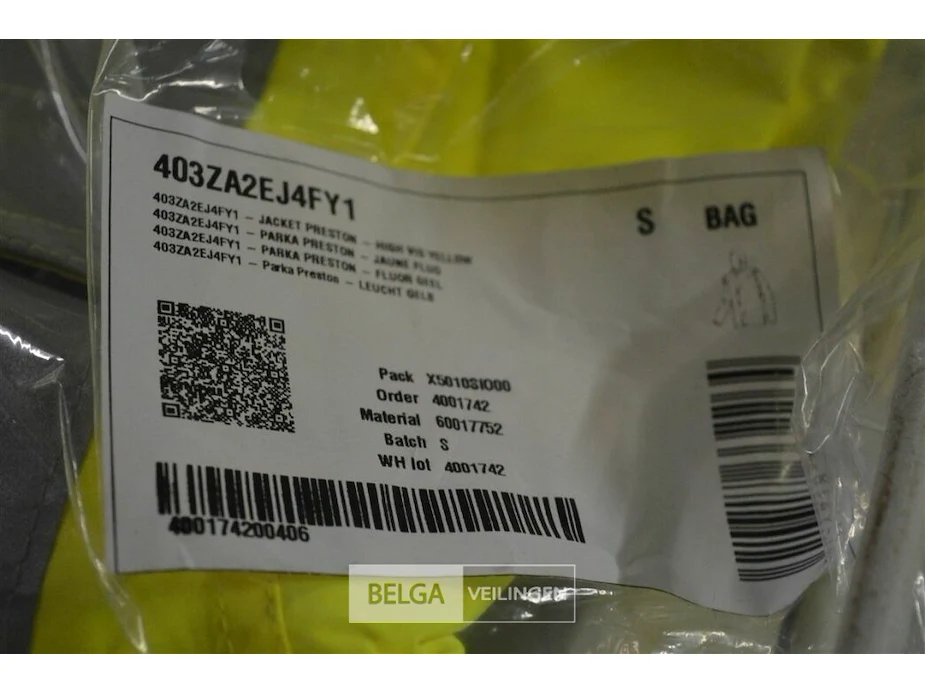 403ZA2EJ4FY1
S BAG
403ZA2EJ4FY1 – JACKET PRESTON – HIGH VIS YELLOW
403ZA2EJ4FY1 – PARKA PRESTON – JAUNE FLUO
403ZA2EJ4FY1 – PARKA PRESTON – FLUOR GEEL
403ZA2EJ4FY1 – Parka Preston – LEUCHT GELB
Pack X5010SI000
Order 4001742
Material 60017752
Batch S
WH lot 4001742
400174200406
BELGA VEILINGEN